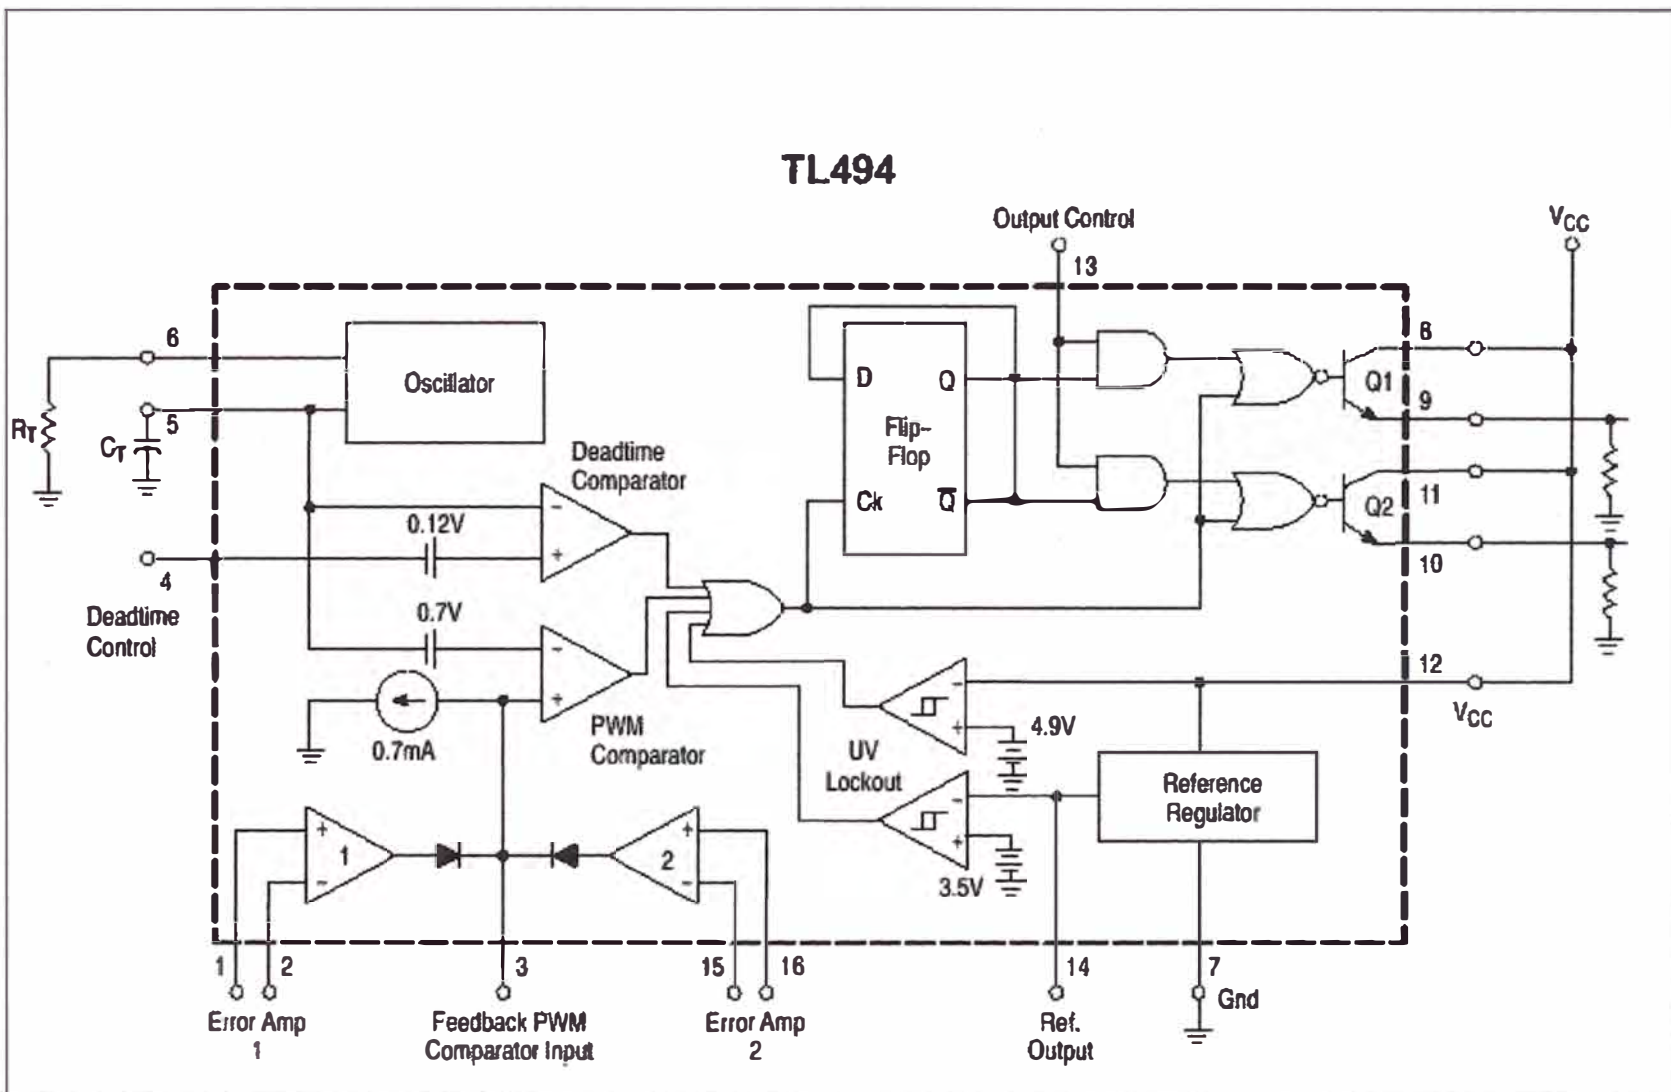 TL494
Output Control
VCC
13
6
8
Oscillator
D
Q
Q1
RT
5
CT
9
Flip-
Flop
Deadtime
Comparator
−
+
0.12V
Ck
Q̅
Q2
11
4
10
Deadtime
Control
0.7V
−
+
12
VCC
0.7mA
PWM
Comparator
−
+
4.9V
UV
Lockout
Reference
Regulator
−
+
3.5V
+
1
−
+
2
−
1
2
3
15
16
14
7
Gnd
Error Amp
1
Feedback PWM
Comparator Input
Error Amp
2
Ref.
Output